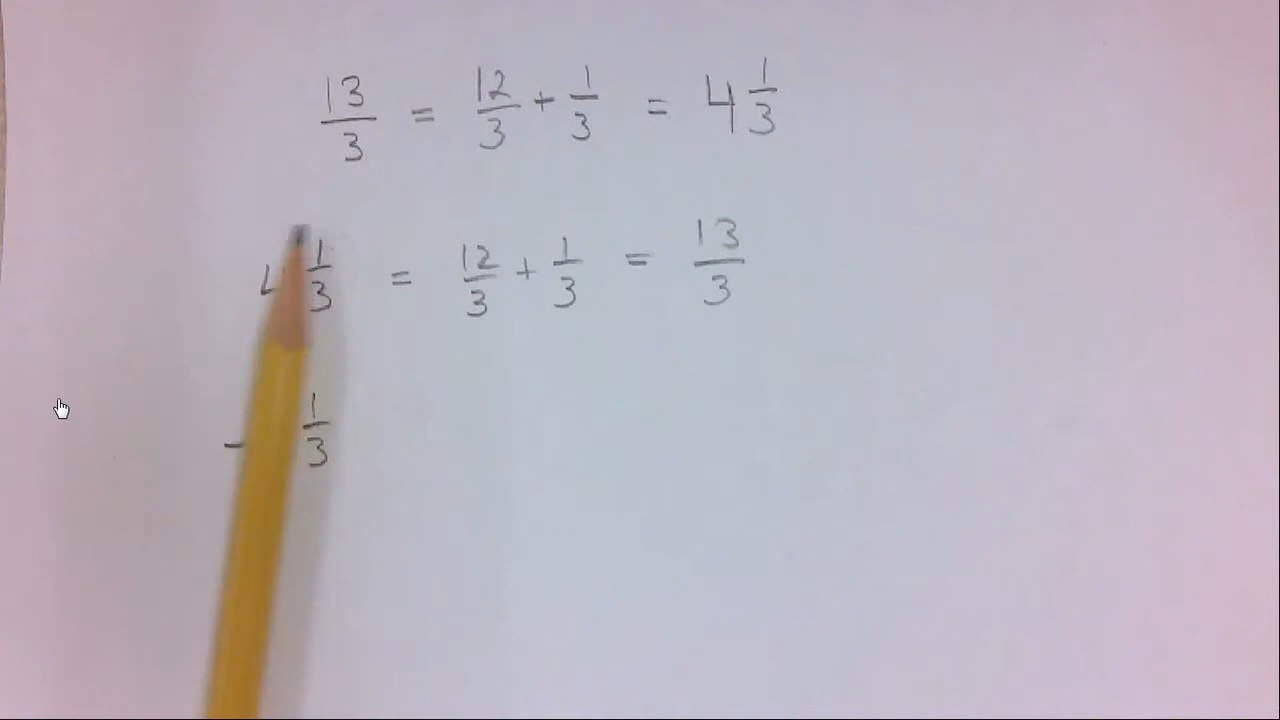 13/3 = 12/3 + 1/3 = 4 1/3
1/3 = 12/3 + 1/3 = 13/3
- 1/3